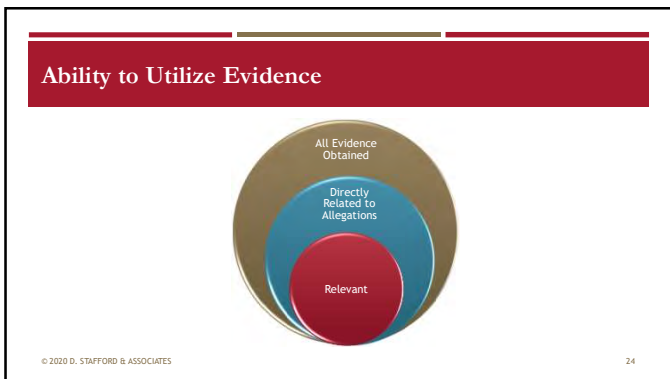 Ability to Utilize Evidence
All Evidence
Obtained
Directly
Related to
Allegations
Relevant
© 2020 D. STAFFORD & ASSOCIATES
24